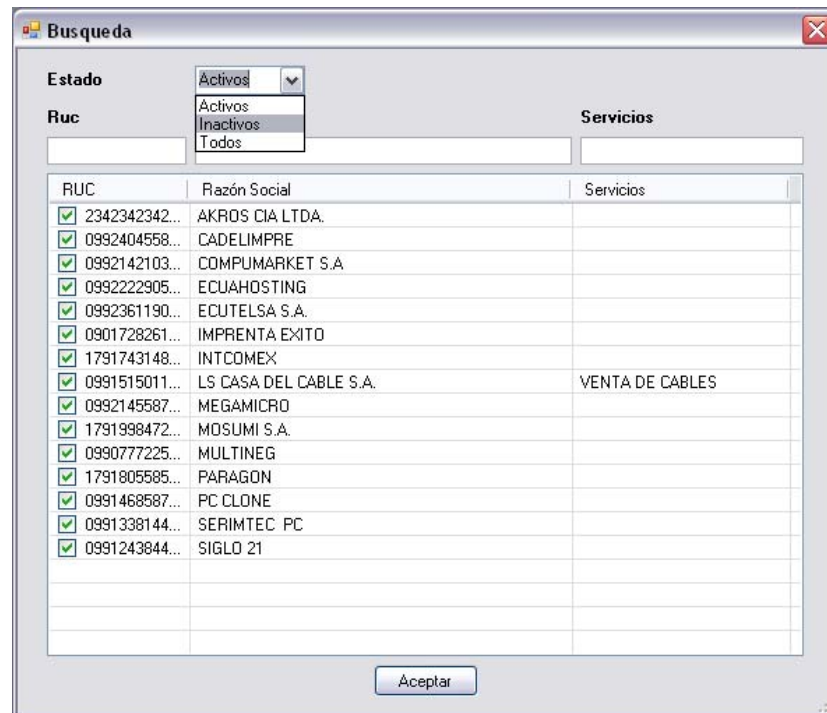 Busqueda
Estado Activos
Activos
Ruc Inactivos Servicios
Todos
RUC Razón Social Servicios
2342342342... AKROS CIA LTDA.
0992404558... CADELIMPRE
0992142103... COMPUMARKET S.A
0992222905... ECUAHOSTING
0992361190... ECUTELSA S.A.
0901728261... IMPRENTA EXITO
1791743148... INTCOMEX
0991515011... LS CASA DEL CABLE S.A. VENTA DE CABLES
0992145587... MEGAMICRO
1791998472... MOSUMI S.A.
0990777225... MULTINEG
1791805585... PARAGON
0991468587... PC CLONE
0991338144... SERIMTEC PC
0991243844... SIGLO 21
Aceptar